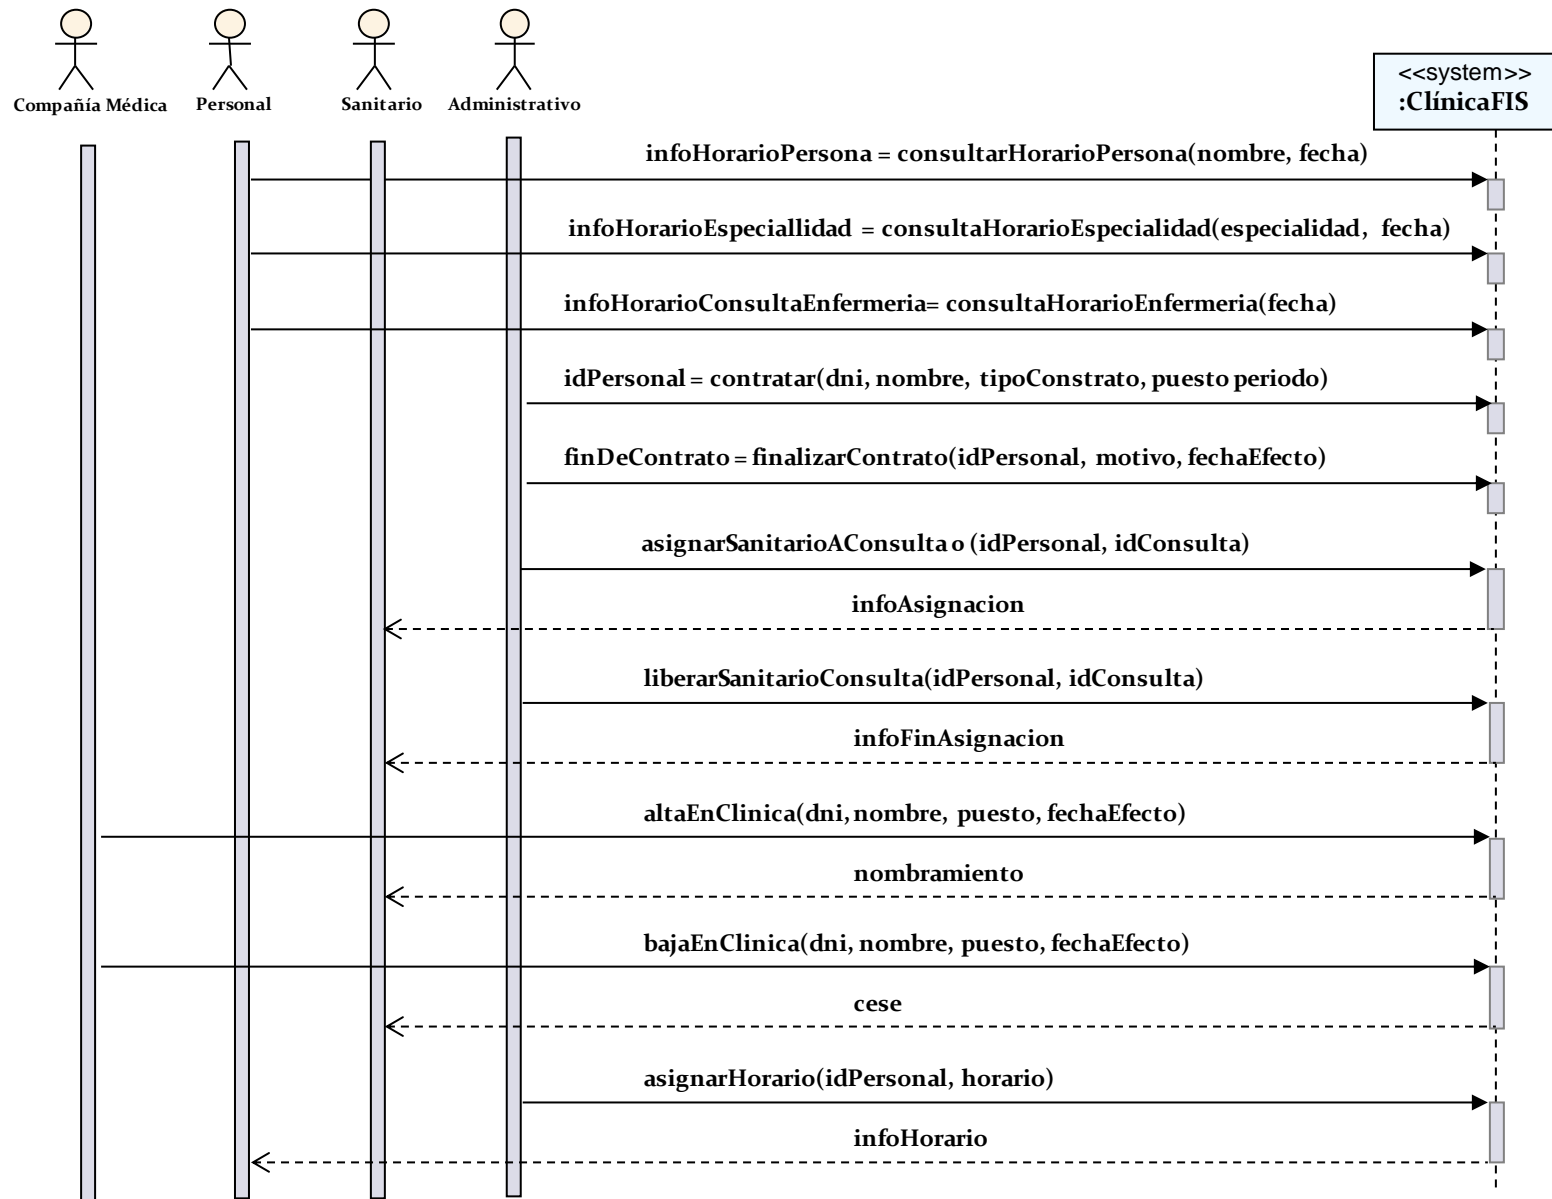 <<system>>
:ClínicaFIS
Compañía Médica
Personal
Sanitario
Administrativo
infoHorarioPersona = consultarHorarioPersona(nombre, fecha)
infoHorarioEspeciallidad = consultaHorarioEspecialidad(especialidad, fecha)
infoHorarioConsultaEnfermeria= consultaHorarioEnfermeria(fecha)
idPersonal = contratar(dni, nombre, tipoConstrato, puesto periodo)
finDeContrato = finalizarContrato(idPersonal, motivo, fechaEfecto)
asignarSanitarioAConsulta o (idPersonal, idConsulta)
infoAsignacion
liberarSanitarioConsulta(idPersonal, idConsulta)
infoFinAsignacion
altaEnClinica(dni, nombre, puesto, fechaEfecto)
nombramiento
bajaEnClinica(dni, nombre, puesto, fechaEfecto)
cese
asignarHorario(idPersonal, horario)
infoHorario